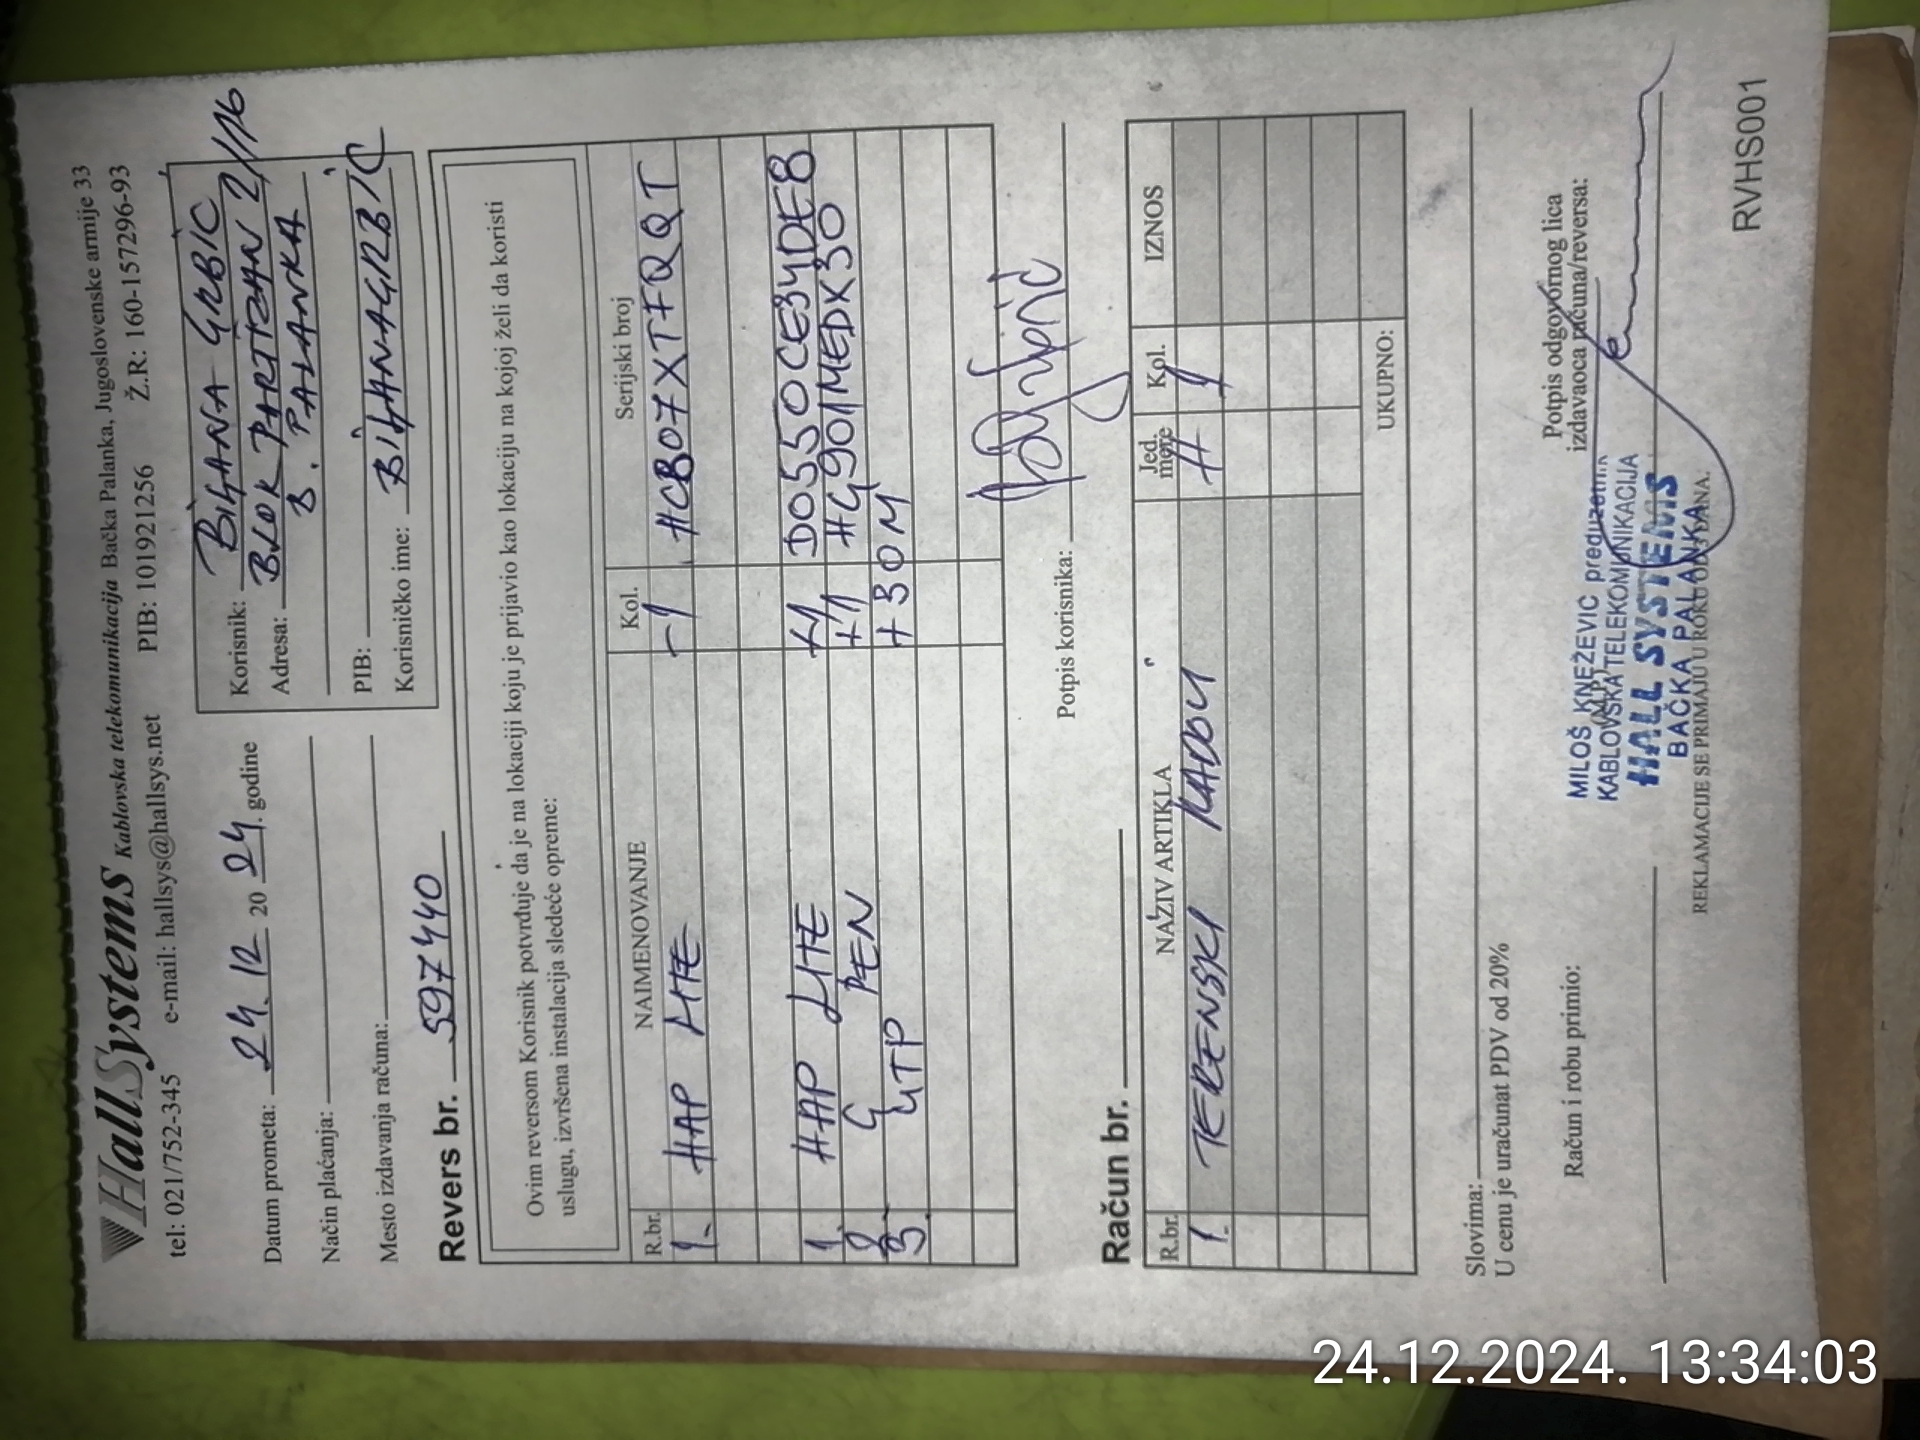 HallSystems Kablovska telekomunikacija Bačka Palanka, Jugoslovenske armije 33
tel: 021/752-345 e-mail: hallsys@hallsys.net PIB: 101921256 Ž.R: 160-157296-93
Datum prometa: 24. 12. 20 24. godine
Način plaćanja:
Mesto izdavanja računa:
Korisnik: BILJANA GRBIĆ
Adresa: BLOK PARTIZAN 2/16
B. PALANKA
PIB:
Korisničko ime: BILJANAGRBIĆ
Revers br. 597440
Ovim reversom Korisnik potvrđuje da je na lokaciji koju je prijavio kao lokaciju na kojoj želi da koristi
uslugu, izvršena instalacija sledeće opreme:
R.br. NAIMENOVANJE Kol. Serijski broj
1. HAP LITE -1 HCB07XTFQQT
1. HAP LITE +1 D0550CE34DE8
2. G PEN +1 HG901MEDX30
3. UTP +30M
Potpis korisnika:
Račun br.
R.br. NAZIV ARTIKLA Jed. mere Kol. IZNOS
1. TERENSKI RADOVI H 1
UKUPNO:
Slovima:
U cenu je uračunat PDV od 20%
Račun i robu primio:
Potpis odgovornog lica
izdavaoca računa/reversa:
MILOŠ KNEŽEVIĆ preduzetnik
KABLOVSKA TELEKOMUNIKACIJA
HALL SYSTEMS
BAČKA PALANKA
REKLAMACIJE SE PRIMAJU U ROKU OD 3 DANA.
RVHS001
24.12.2024. 13:34:03